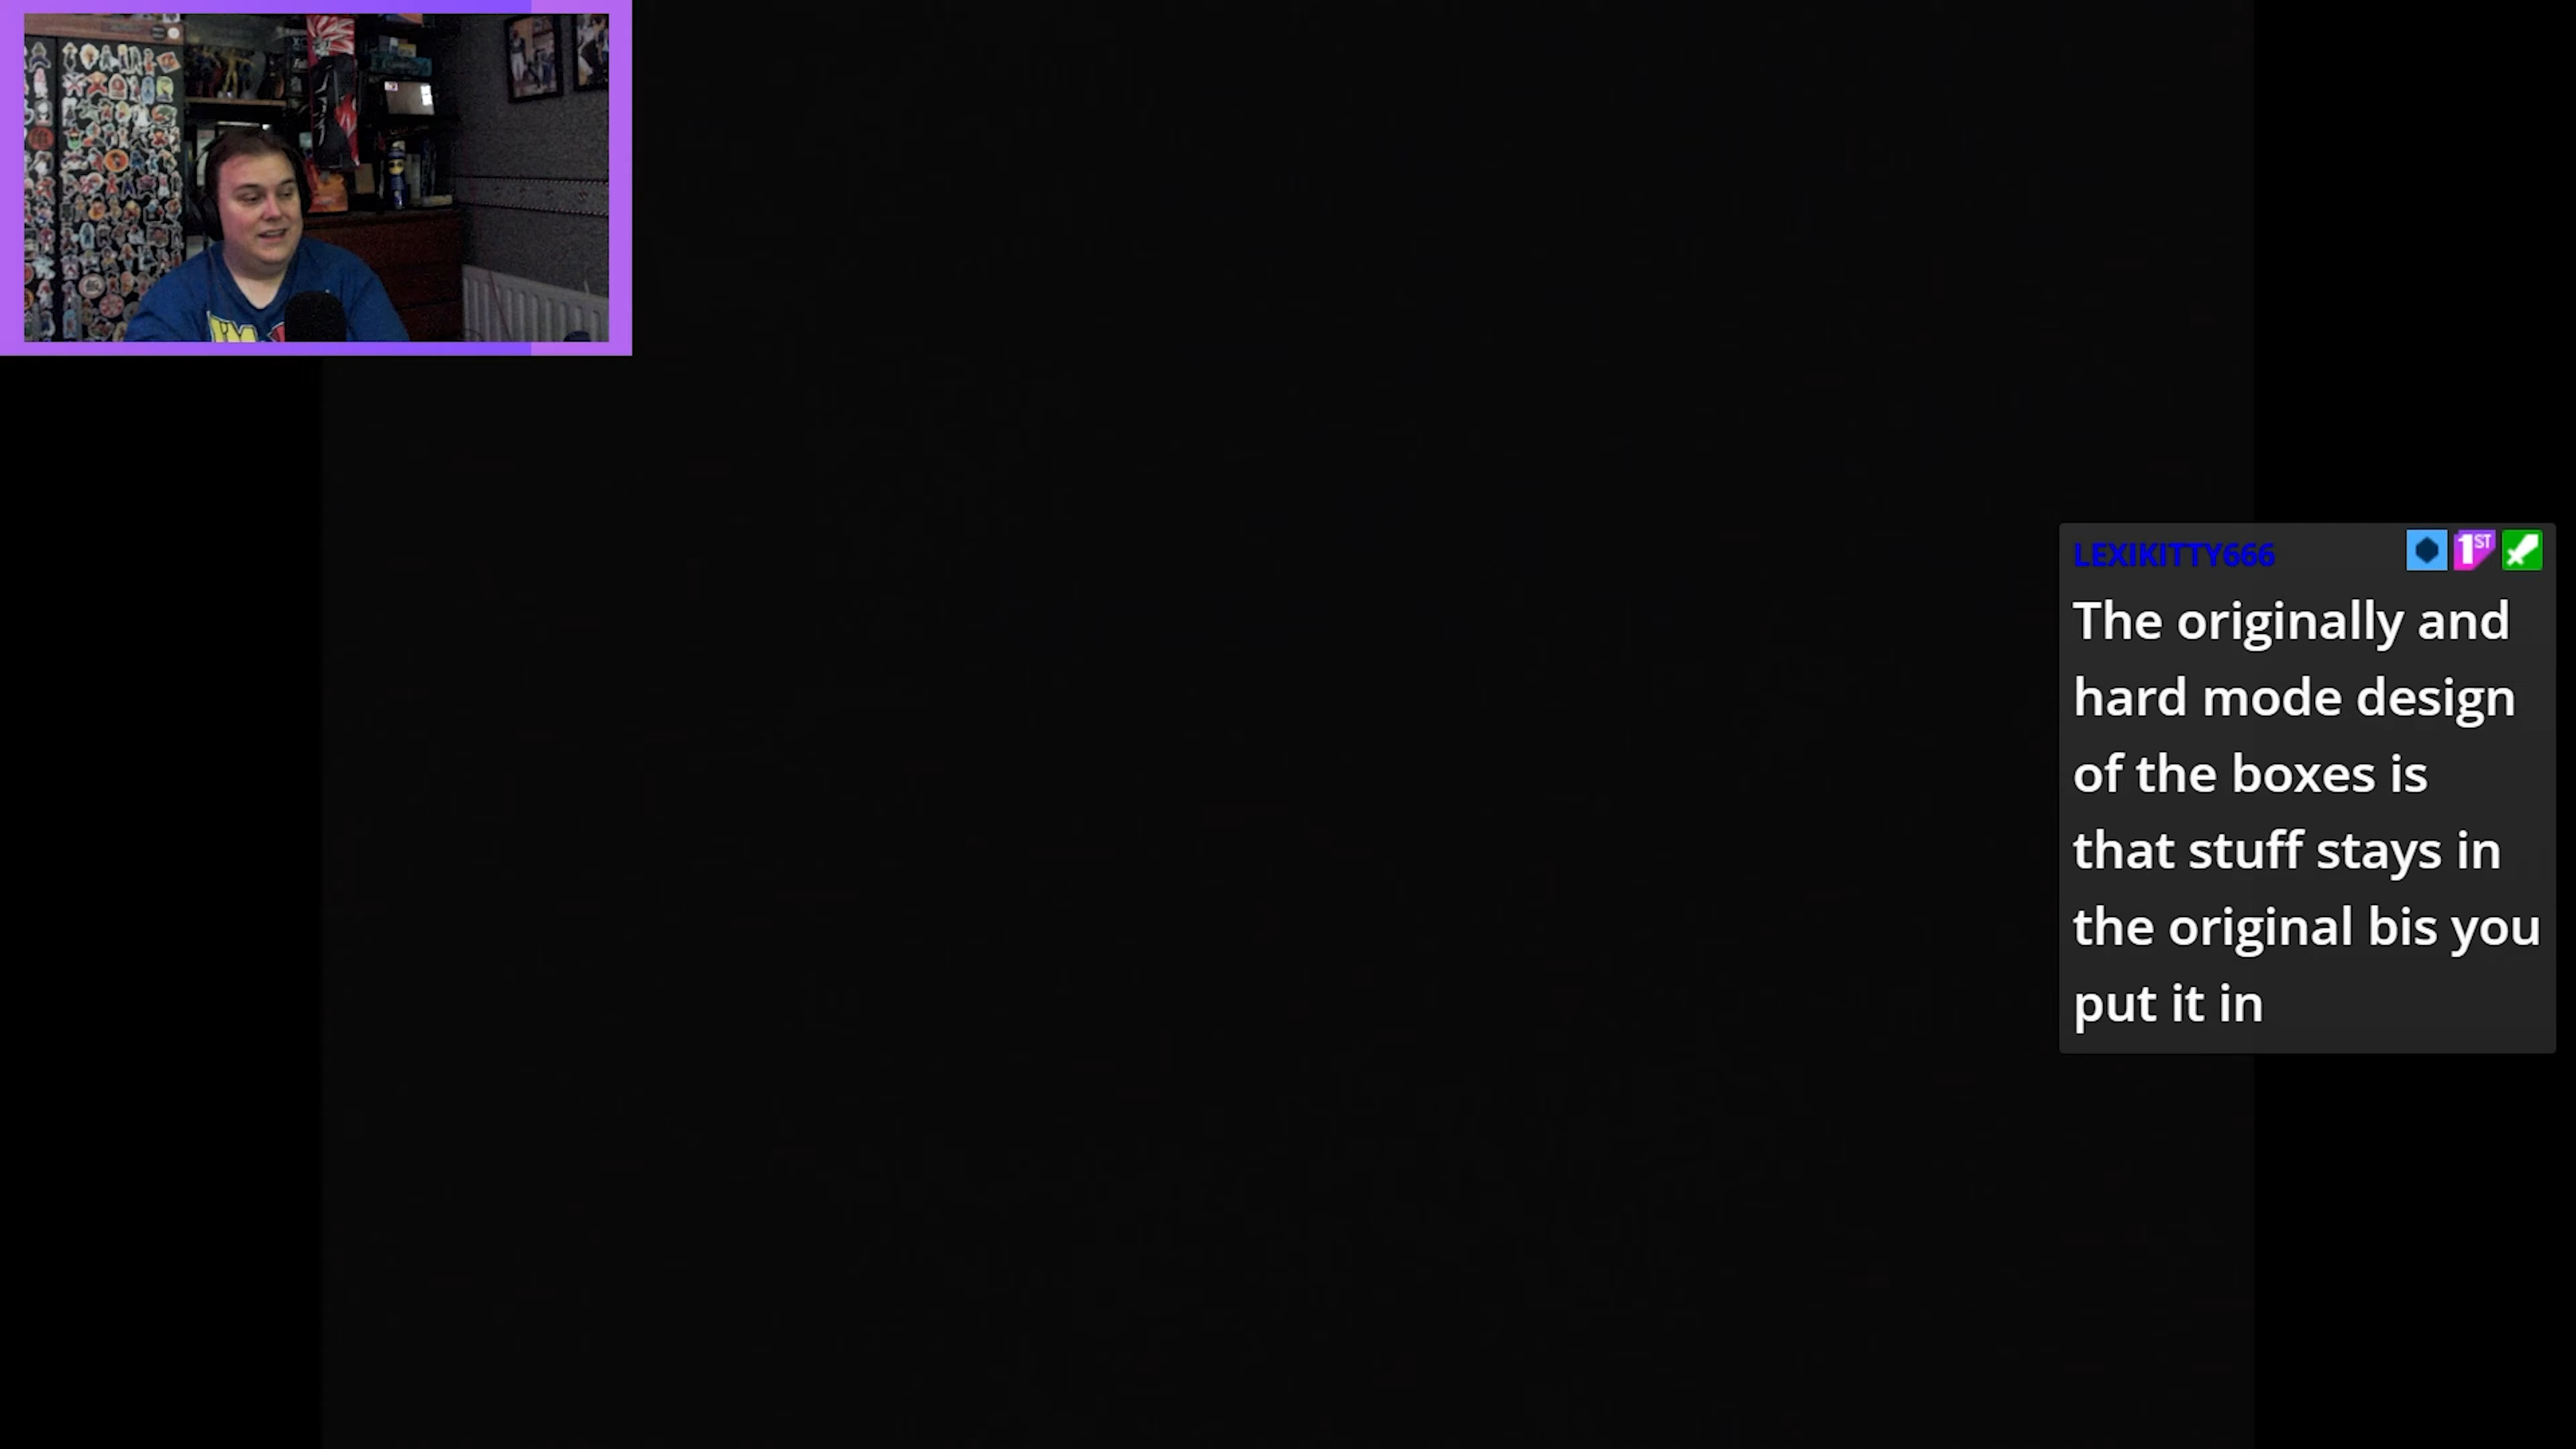 LEXIKITTY666
1ST
The originally and
hard mode design
of the boxes is
that stuff stays in
the original bis you
put it in